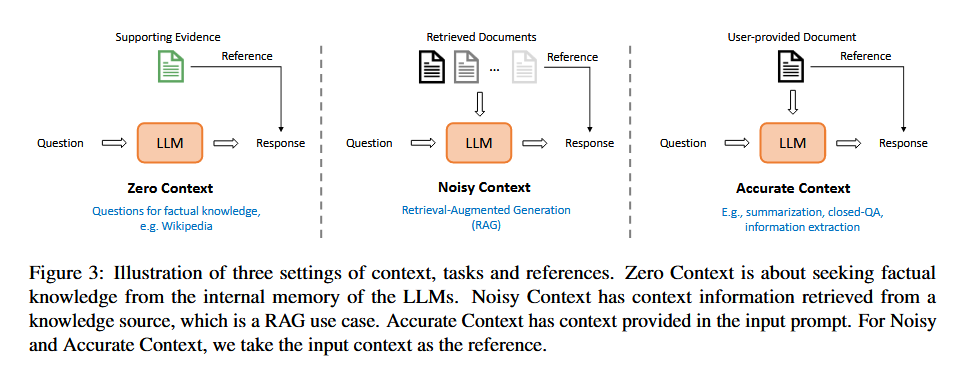 Supporting Evidence
Reference
Question
LLM
Response
Zero Context
Questions for factual knowledge,
e.g. Wikipedia
Retrieved Documents
Reference
...
Question
LLM
Response
Noisy Context
Retrieval-Augmented Generation
(RAG)
User-provided Document
Reference
Question
LLM
Response
Accurate Context
E.g., summarization, closed-QA,
information extraction
Figure 3: Illustration of three settings of context, tasks and references. Zero Context is about seeking factual
knowledge from the internal memory of the LLMs. Noisy Context has context information retrieved from a
knowledge source, which is a RAG use case. Accurate Context has context provided in the input prompt. For Noisy
and Accurate Context, we take the input context as the reference.